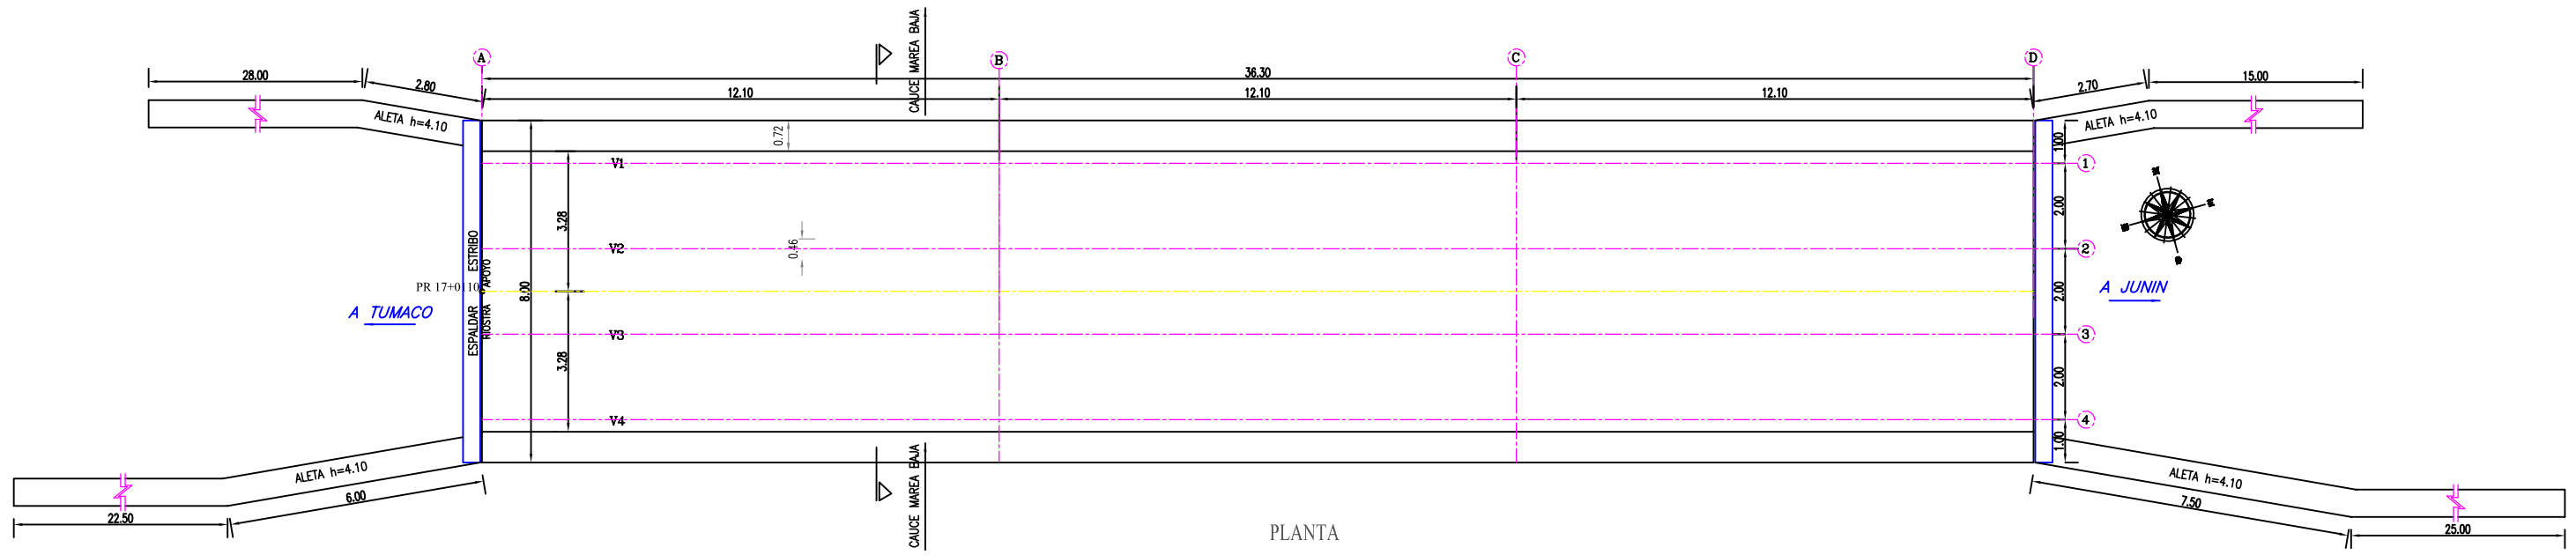 A
B
C
D
28.00
2.80
36.30
2.70
15.00
12.10
12.10
12.10
CAUCE MAREA BAJA
ALETA h=4.10
ALETA h=4.10
0.72
1.00
V1
1
2.00
3.28
V2
0.46
2
ESPALDAR ESTRIBO
RIOSTRA APOYO
PR 17+0110
8.00
2.00
A TUMACO
A JUNIN
V3
3
3.28
2.00
V4
4
1.00
CAUCE MAREA BAJA
ALETA h=4.10
ALETA h=4.10
6.00
7.50
22.50
25.00
PLANTA